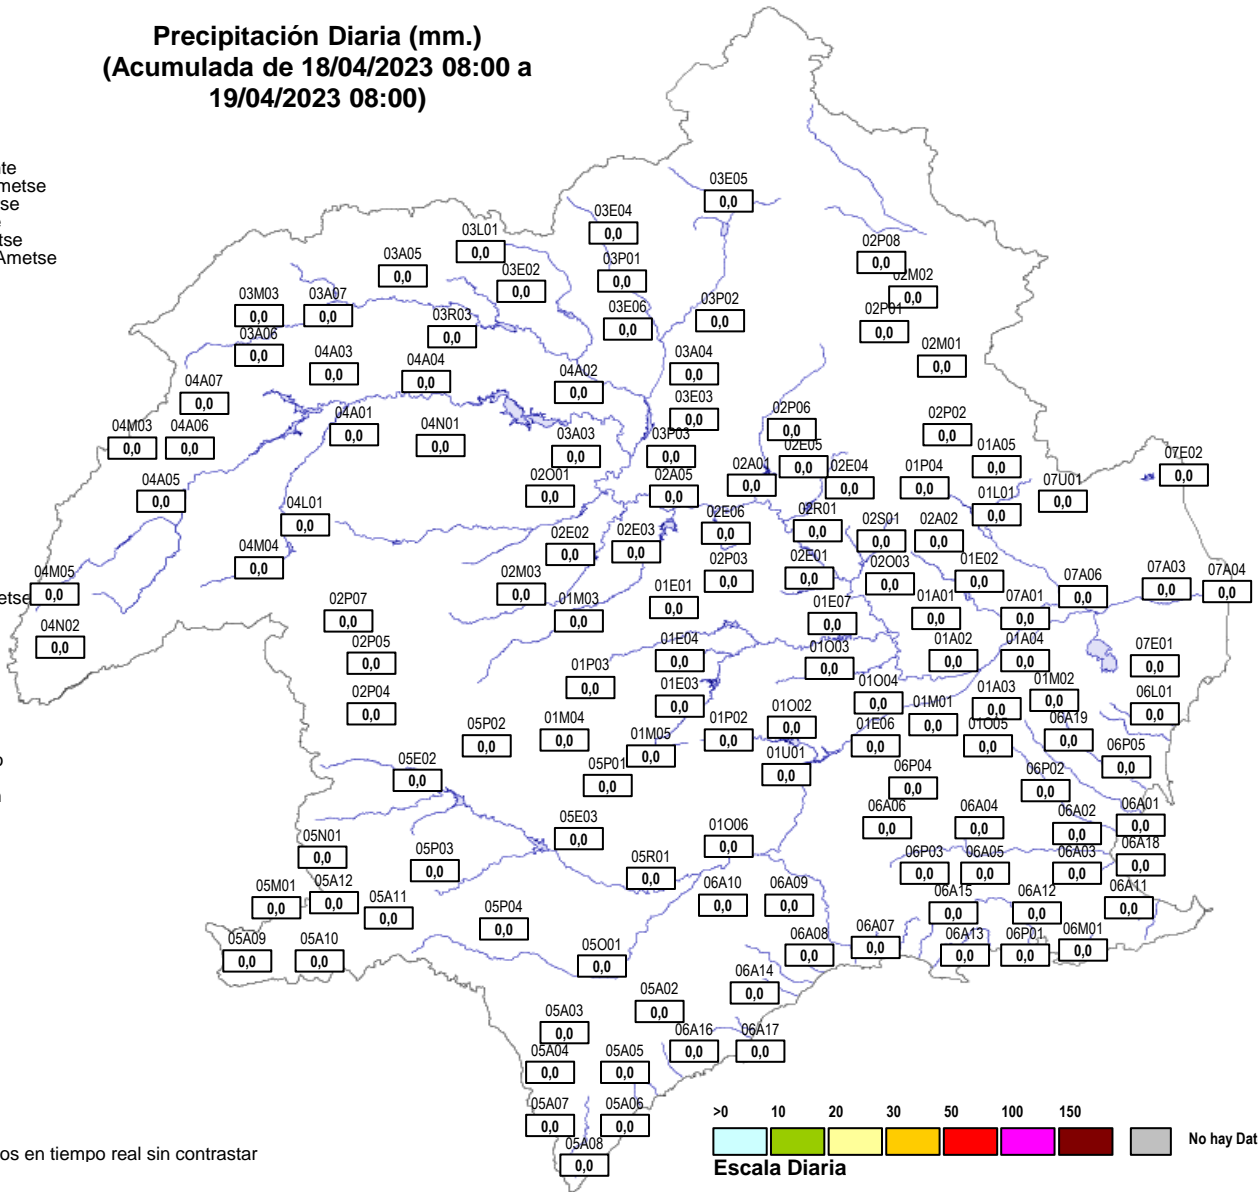 Precipitación Diaria (mm.)
(Acumulada de 18/04/2023 08:00 a
19/04/2023 08:00)
te
metse
se
tse
Ametse
03E05
0,0
03E04
0,0
03L01
0,0
03P01
0,0
03A05
0,0
03E02
0,0
02P08
0,0
02M02
0,0
03M03
0,0
03A07
0,0
03P02
0,0
03E06
0,0
02P01
0,0
03R03
0,0
03A06
0,0
04A03
0,0
04A04
0,0
03A04
0,0
02M01
0,0
04A02
0,0
04A07
0,0
03E03
0,0
04A01
0,0
02P06
0,0
02P02
0,0
04M03
0,0
04A06
0,0
04N01
0,0
03A03
0,0
03P03
0,0
02E05
0,0
01A05
0,0
07E02
0,0
02A01
0,0
02E04
0,0
01P04
0,0
04A05
0,0
02O01
0,0
02A05
0,0
07U01
0,0
01L01
0,0
04L01
0,0
02E06
0,0
02R01
0,0
02S01
0,0
02A02
0,0
02E02
0,0
02E03
0,0
04M04
0,0
02P03
0,0
02E01
0,0
02O03
0,0
01E02
0,0
04M05
0,0
02M03
0,0
07A06
0,0
07A03
0,0
07A04
0,0
etse
01E01
0,0
01M03
0,0
02P07
0,0
01E07
0,0
01A01
0,0
07A01
0,0
04N02
0,0
02P05
0,0
01E04
0,0
01O03
0,0
01A02
0,0
01A04
0,0
07E01
0,0
01P03
0,0
01E03
0,0
01O04
0,0
01A03
0,0
01M02
0,0
06L01
0,0
02P04
0,0
01O02
0,0
01M01
0,0
05P02
0,0
01M04
0,0
01P02
0,0
01E06
0,0
01O05
0,0
06A19
0,0
01M05
0,0
06P05
0,0
o
05E02
0,0
05P01
0,0
01U01
0,0
06P04
0,0
06P02
0,0
05E03
0,0
01O06
0,0
06A06
0,0
06A04
0,0
06A02
0,0
06A01
0,0
05N01
0,0
05P03
0,0
05R01
0,0
06P03
0,0
06A05
0,0
06A03
0,0
06A18
0,0
05M01
0,0
05A12
0,0
05A11
0,0
06A10
0,0
06A09
0,0
06A15
0,0
06A12
0,0
06A11
0,0
05P04
0,0
05A09
0,0
05A10
0,0
05O01
0,0
06A08
0,0
06A07
0,0
06A13
0,0
06P01
0,0
06M01
0,0
06A14
0,0
05A02
0,0
05A03
0,0
06A16
0,0
06A17
0,0
05A04
0,0
05A05
0,0
05A07
0,0
05A06
0,0
05A08
0,0
>0 10 20 30 50 100 150
No hay Dat
Escala Diaria
os en tiempo real sin contrastar